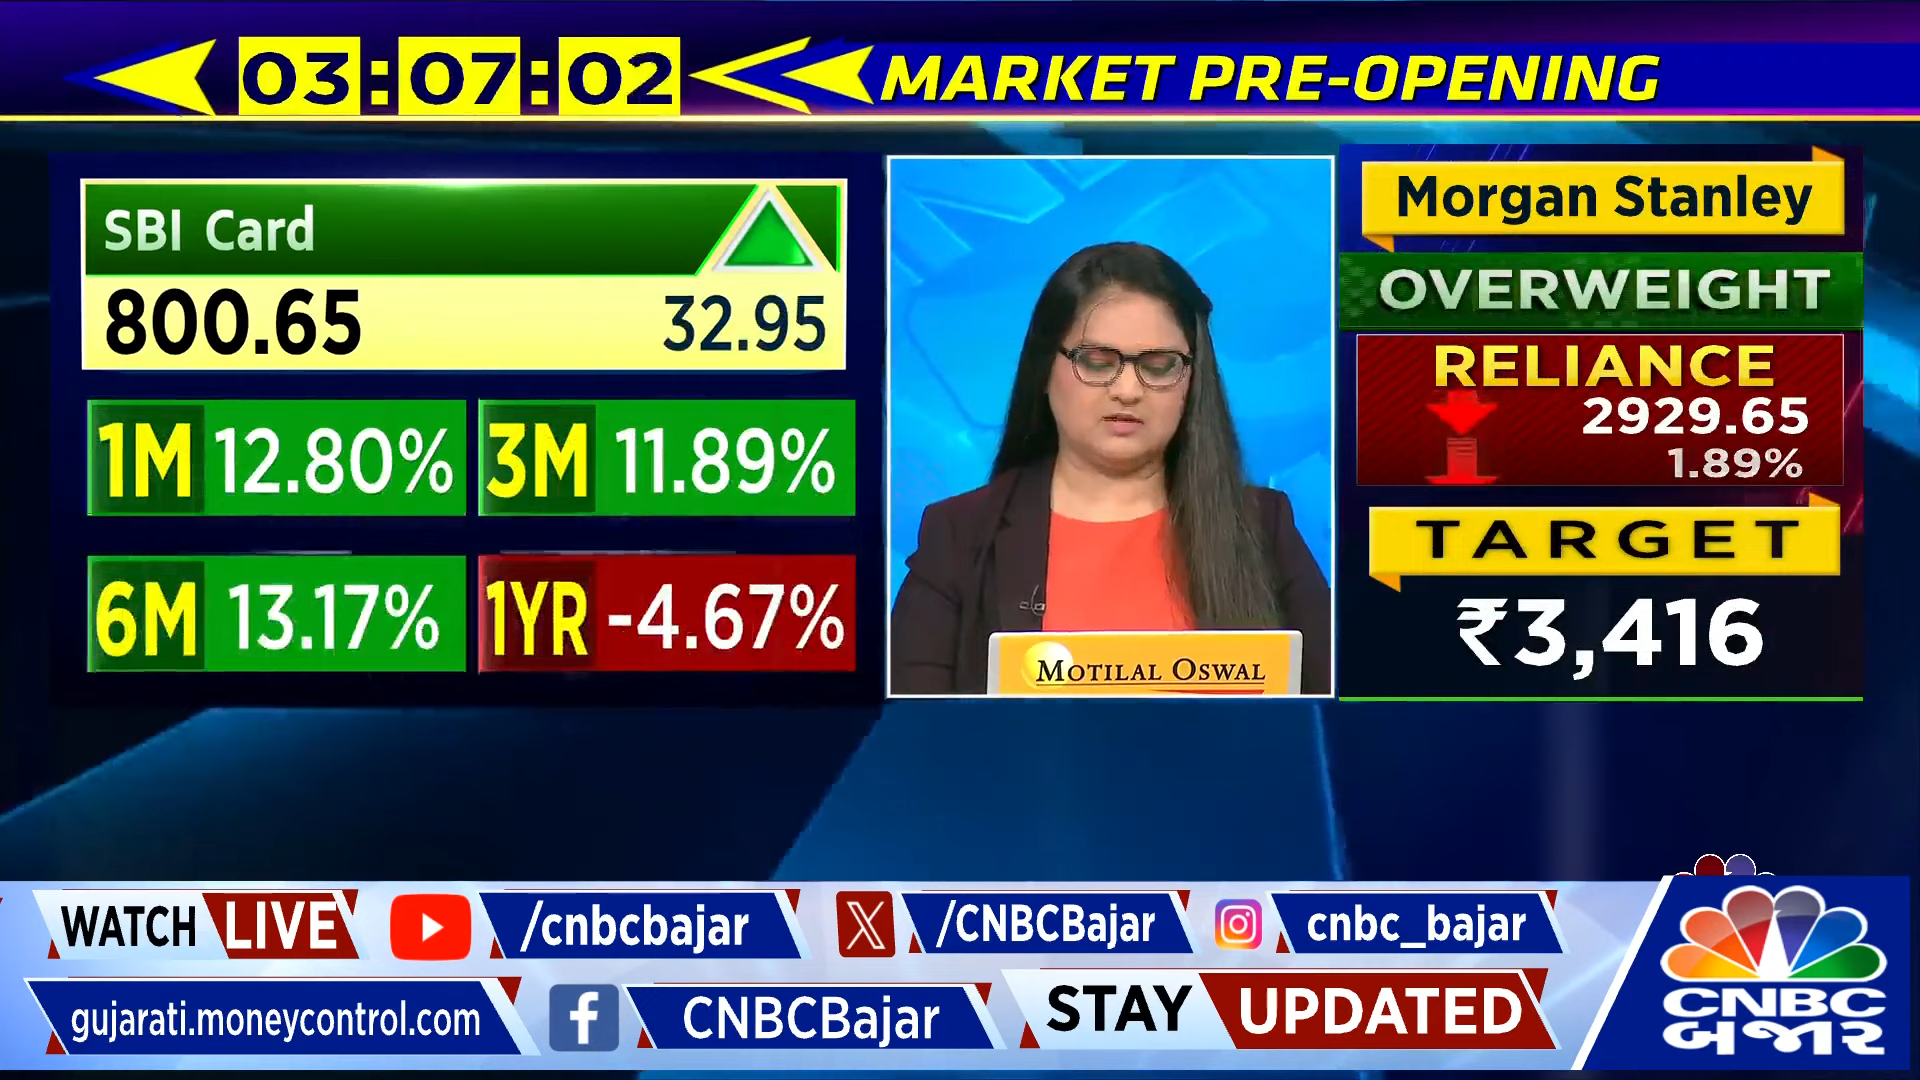 03:07:02 MARKET PRE-OPENING
SBI Card
800.65 32.95
1M 12.80% 3M 11.89%
6M 13.17% 1YR -4.67%
MOTILAL OSWAL
Morgan Stanley
OVERWEIGHT
RELIANCE
2929.65
1.89%
TARGET
₹3,416
WATCH LIVE /cnbcbajar /CNBCBajar cnbc_bajar
gujarati.moneycontrol.com CNBCBajar STAY UPDATED
CNBC
બજાર